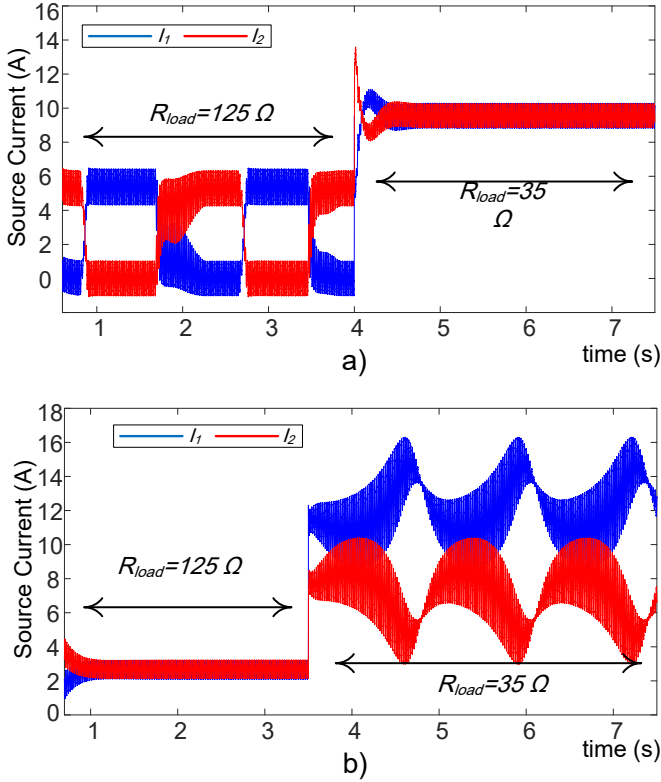 16
14
12
10
8
6
4
2
0
Source Current (A)
I1 I2
Rload=125 Ω
Rload=35
Ω
1 2 3 4 5 6 7
time (s)
a)
18
16
14
12
10
8
6
4
2
0
Source Current (A)
I1 I2
Rload=125 Ω
Rload=35 Ω
1 2 3 4 5 6 7
time (s)
b)